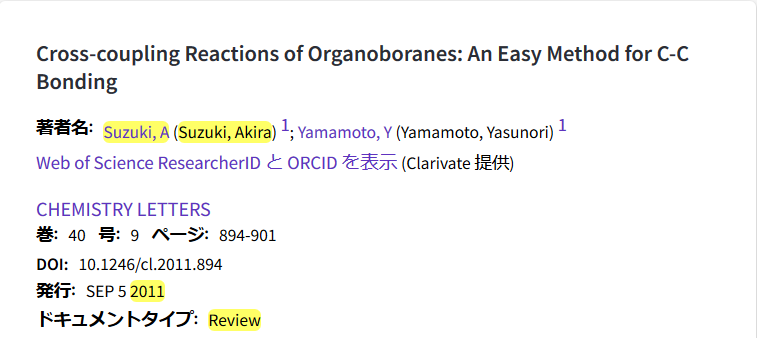 Cross-coupling Reactions of Organoboranes: An Easy Method for C-C
Bonding
著者名: Suzuki, A (Suzuki, Akira) 1; Yamamoto, Y (Yamamoto, Yasunori) 1
Web of Science ResearcherID と ORCID を表示 (Clarivate 提供)
CHEMISTRY LETTERS
巻: 40 号: 9 ページ: 894-901
DOI: 10.1246/cl.2011.894
発行: SEP 5 2011
ドキュメントタイプ: Review